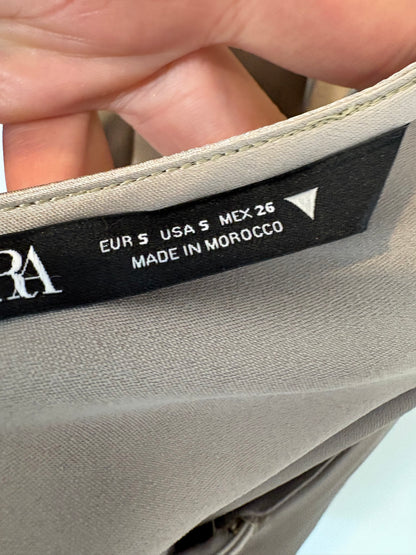 RA
EUR S USA S MEX 26
MADE IN MOROCCO